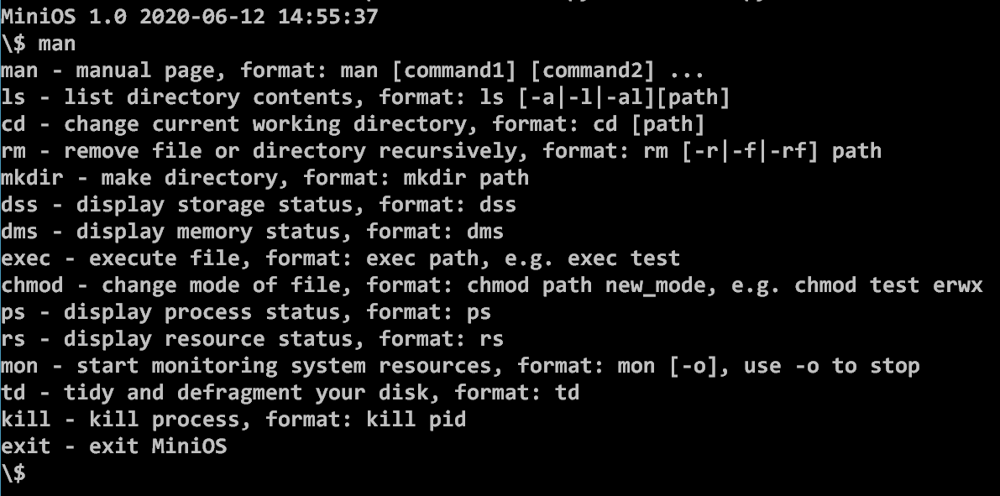 MiniOS 1.0 2020-06-12 14:55:37
\$ man
man - manual page, format: man [command1] [command2] ...
ls - list directory contents, format: ls [-a|-l|-al][path]
cd - change current working directory, format: cd [path]
rm - remove file or directory recursively, format: rm [-r|-f|-rf] path
mkdir - make directory, format: mkdir path
dss - display storage status, format: dss
dms - display memory status, format: dms
exec - execute file, format: exec path, e.g. exec test
chmod - change mode of file, format: chmod path new_mode, e.g. chmod test erwx
ps - display process status, format: ps
rs - display resource status, format: rs
mon - start monitoring system resources, format: mon [-o], use -o to stop
td - tidy and defragment your disk, format: td
kill - kill process, format: kill pid
exit - exit MiniOS
\$